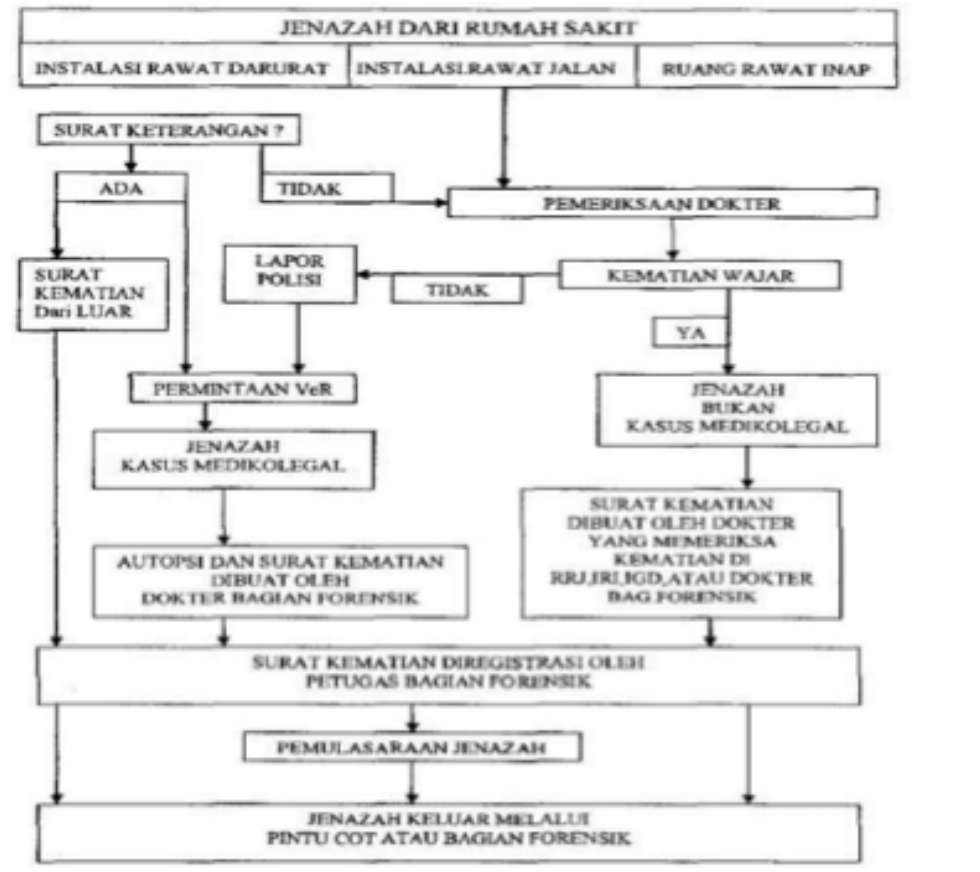 JENAZAH DARI RUMAH SAKIT
INSTALASI RAWAT DARURAT
INSTALASI.RAWAT JALAN
RUANG RAWAT INAP
SURAT KETERANGAN ?
ADA
TIDAK
PEMERIKSAAN DOKTER
SURAT
KEMATIAN
Dari LUAR
LAPOR
POLISI
TIDAK
KEMATIAN WAJAR
YA
PERMINTAAN VeR
JENAZAH
BUKAN
KASUS MEDIKOLEGAL
JENAZAH
KASUS MEDIKOLEGAL
SURAT KEMATIAN
DIBUAT OLEH DOKTER
YANG MEMERIKSA
KEMATIAN DI
RRJ,IRI,IGD,ATAU DOKTER
BAG.FORENSIK
AUTOPSI DAN SURAT KEMATIAN
DIBUAT OLEH
DOKTER BAGIAN FORENSIK
SURAT KEMATIAN DIREGISTRASI OLEH
PETUGAS BAGIAN FORENSIK
PEMULASARAAN JENAZAH
JENAZAH KELUAR MELALUI
PINTU COT ATAU BAGIAN FORENSIK